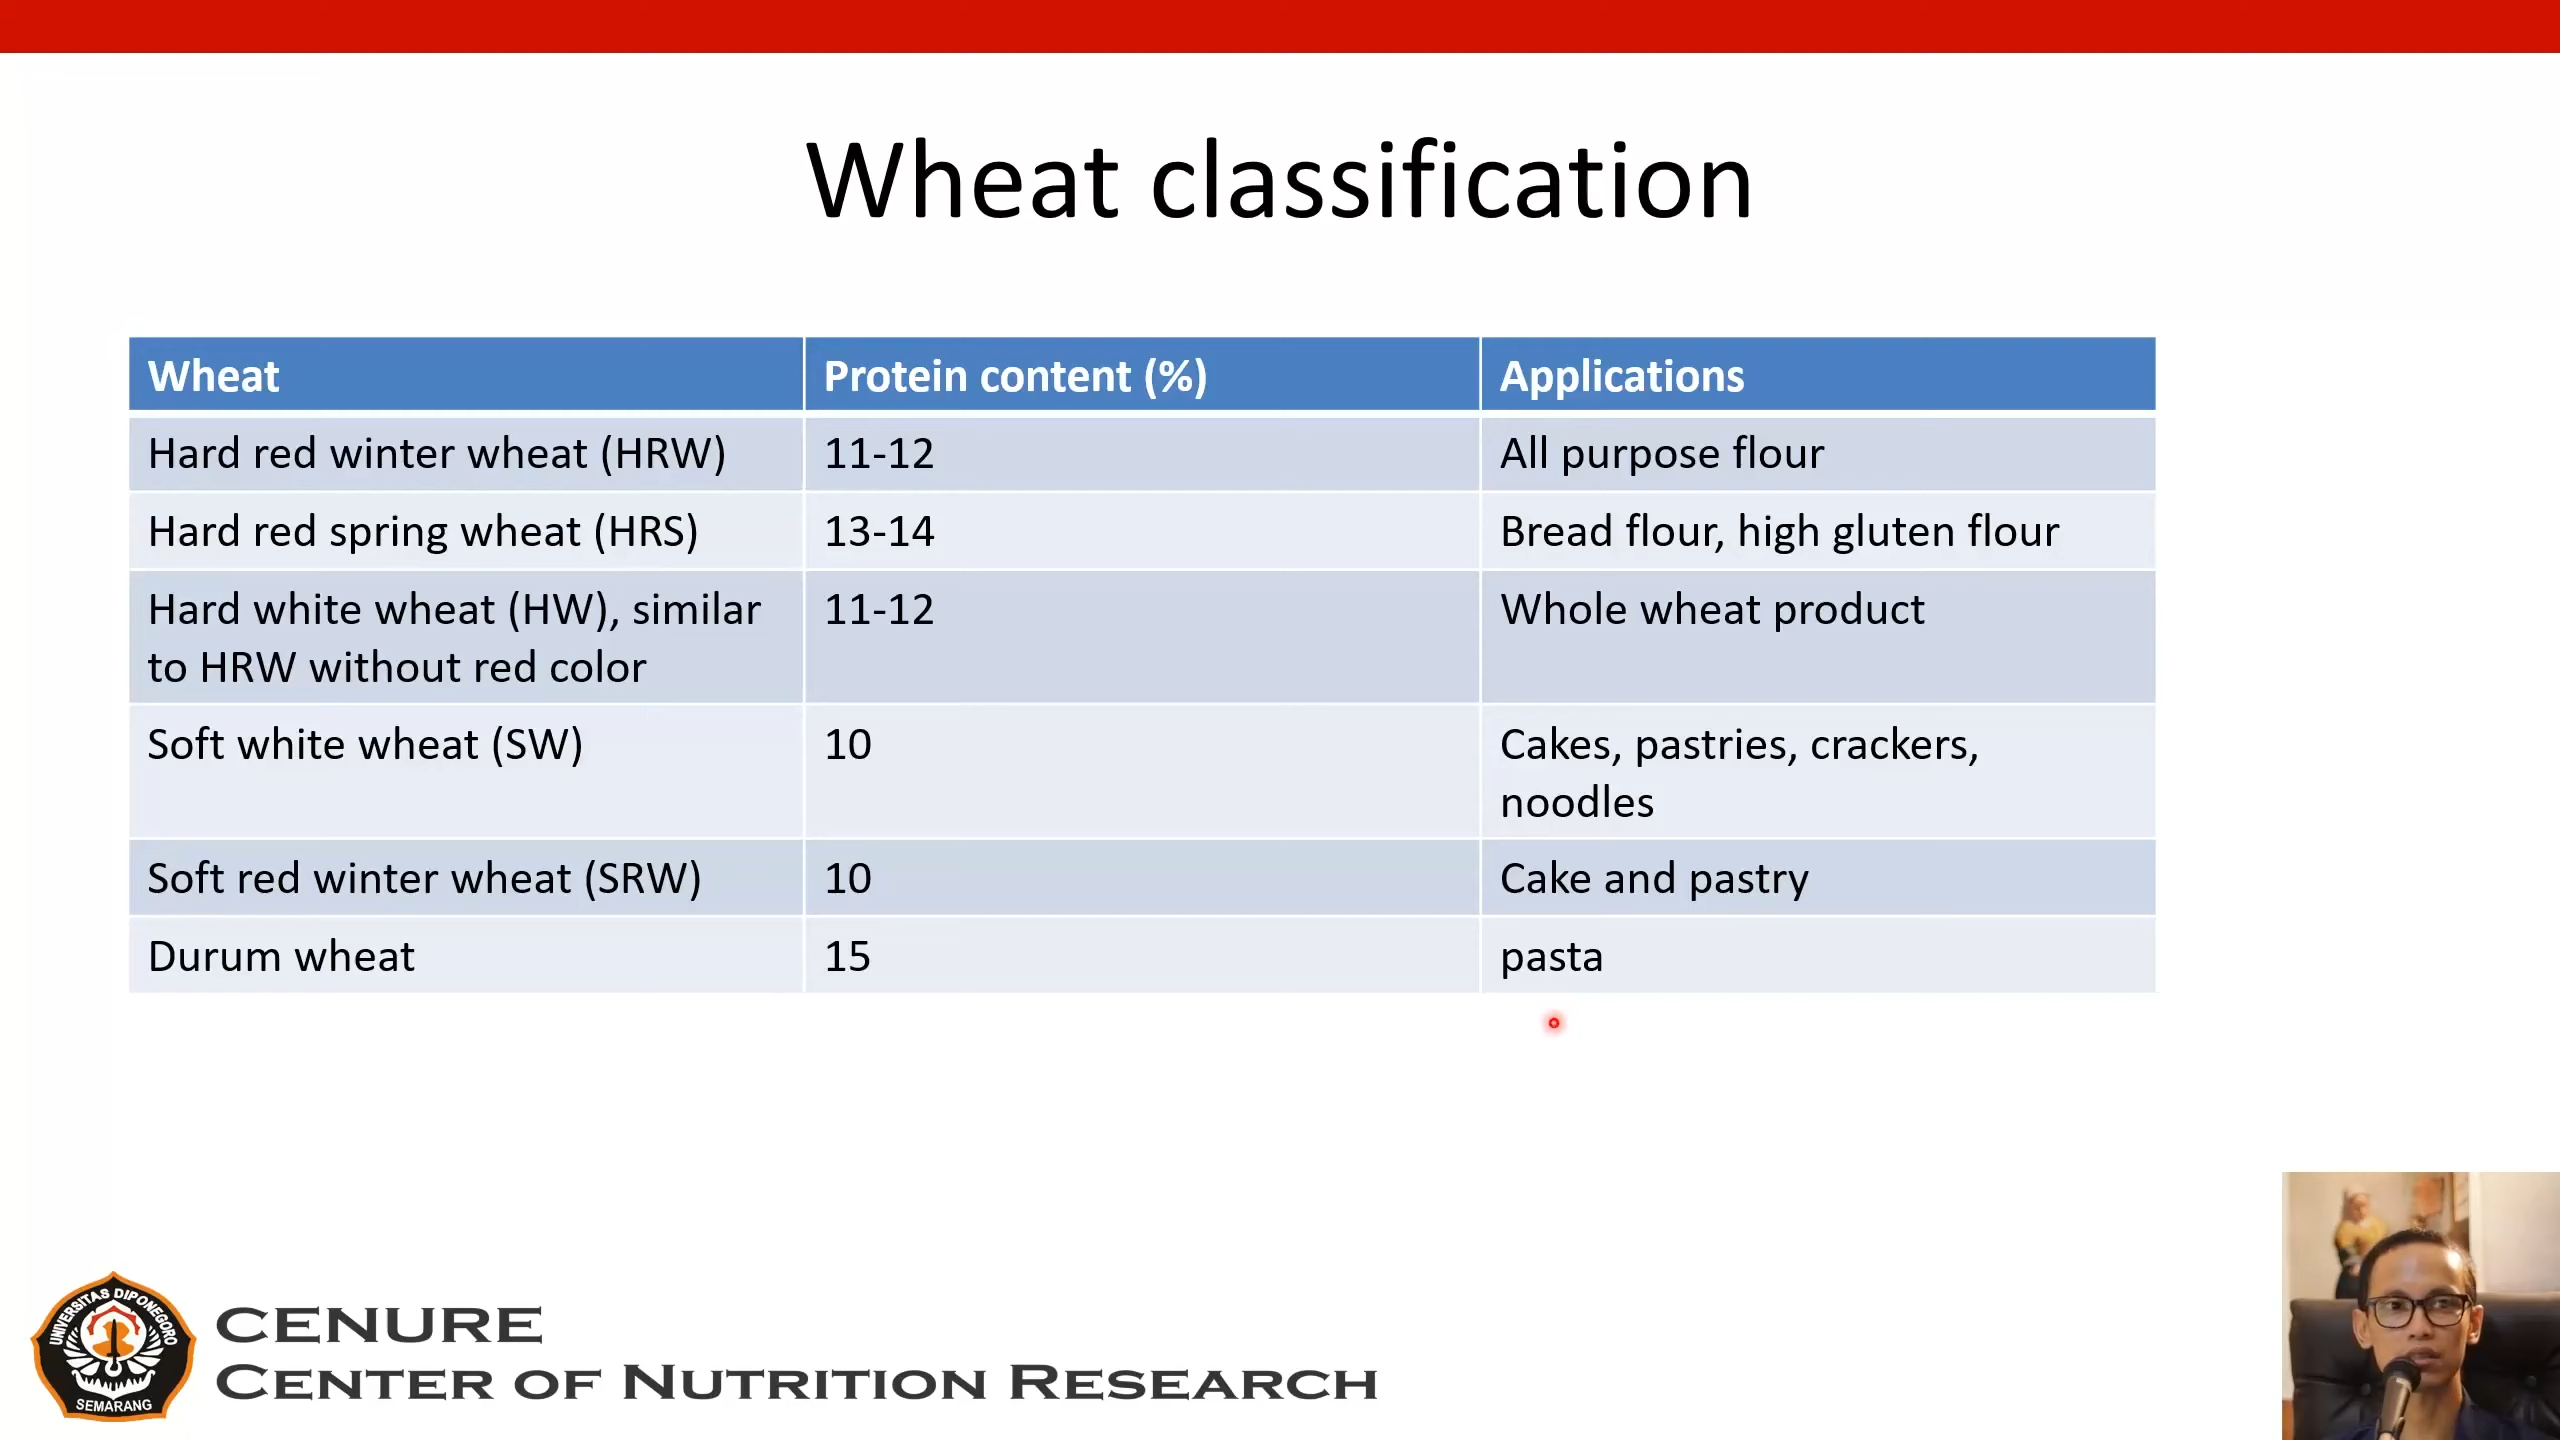 Wheat classification
Wheat
Protein content (%)
Applications
Hard red winter wheat (HRW)
11-12
All purpose flour
Hard red spring wheat (HRS)
13-14
Bread flour, high gluten flour
Hard white wheat (HW), similar
to HRW without red color
11-12
Whole wheat product
Soft white wheat (SW)
10
Cakes, pastries, crackers,
noodles
Soft red winter wheat (SRW)
10
Cake and pastry
Durum wheat
15
pasta
UNIVERSITAS DIPONEGORO
SEMARANG
CENURE
CENTER OF NUTRITION RESEARCH